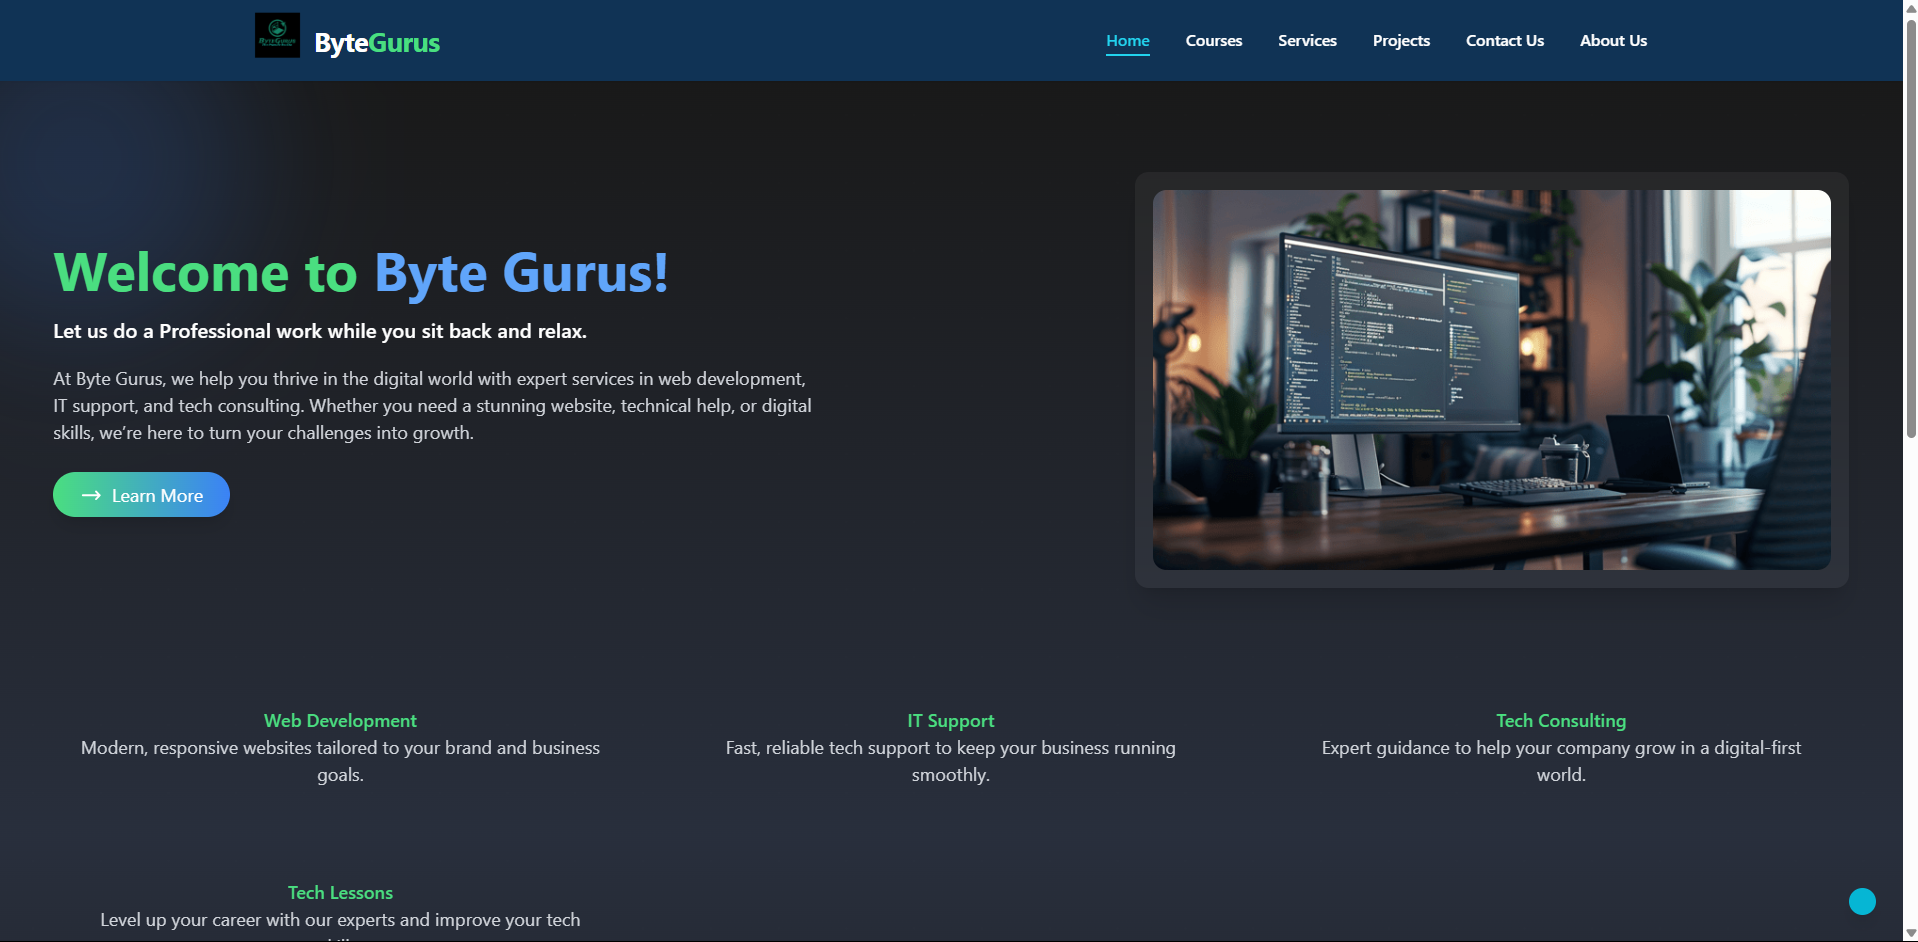 ByteGurus
Home
Courses
Services
Projects
Contact Us
About Us
Welcome to Byte Gurus!
Let us do a Professional work while you sit back and relax.
At Byte Gurus, we help you thrive in the digital world with expert services in web development,
IT support, and tech consulting. Whether you need a stunning website, technical help, or digital
skills, we’re here to turn your challenges into growth.
→ Learn More
Web Development
Modern, responsive websites tailored to your brand and business
goals.
IT Support
Fast, reliable tech support to keep your business running
smoothly.
Tech Consulting
Expert guidance to help your company grow in a digital-first
world.
Tech Lessons
Level up your career with our experts and improve your tech